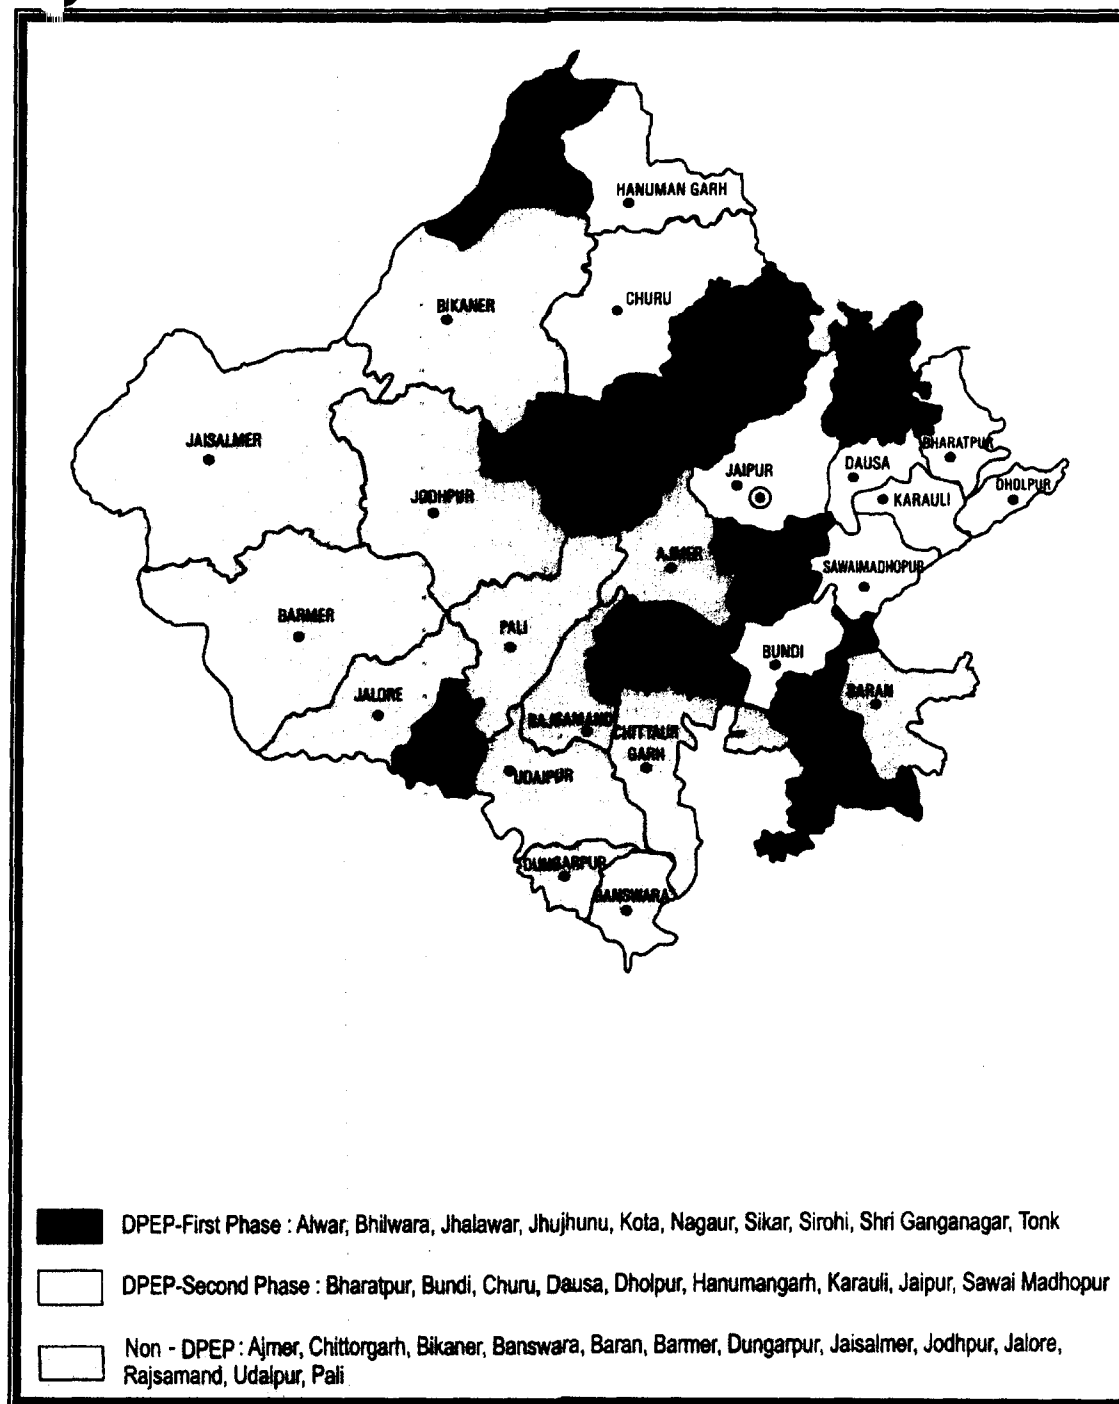 HANUMAN GARH
CHURU
BIKANER
JAISALMER
JAIPUR
DAUSA
BHARATPUR
DHOLPUR
KARAULI
JODHPUR
AJMER
SAWAIMADHOPUR
BARMER
PALI
BUNDI
JALORE
BARAN
RAJSAMAND
CHITTAUR
GARH
UDAIPUR
DUNGARPUR
BANSWARA
DPEP-First Phase : Alwar, Bhilwara, Jhalawar, Jhujhunu, Kota, Nagaur, Sikar, Sirohi, Shri Ganganagar, Tonk
DPEP-Second Phase : Bharatpur, Bundi, Churu, Dausa, Dholpur, Hanumangarh, Karauli, Jaipur, Sawai Madhopur
Non - DPEP : Ajmer, Chittorgarh, Bikaner, Banswara, Baran, Barmer, Dungarpur, Jaisalmer, Jodhpur, Jalore,
Rajsamand, Udalpur, Pali